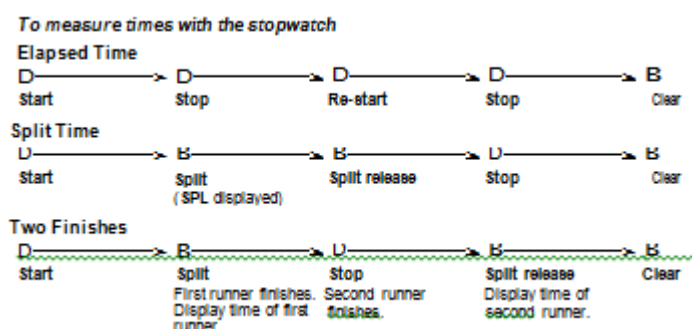 To measure times with the stopwatch
Elapsed Time
D D D D B
Start Stop Re-start Stop Clear
Split Time
D B B D B
Start Split Split release Stop Clear
(SPL displayed)
Two Finishes
D B D B B
Start Split Stop Split release Clear
First runner finishes. Second runner Display time of
Display time of first finishes. second runner.
runner